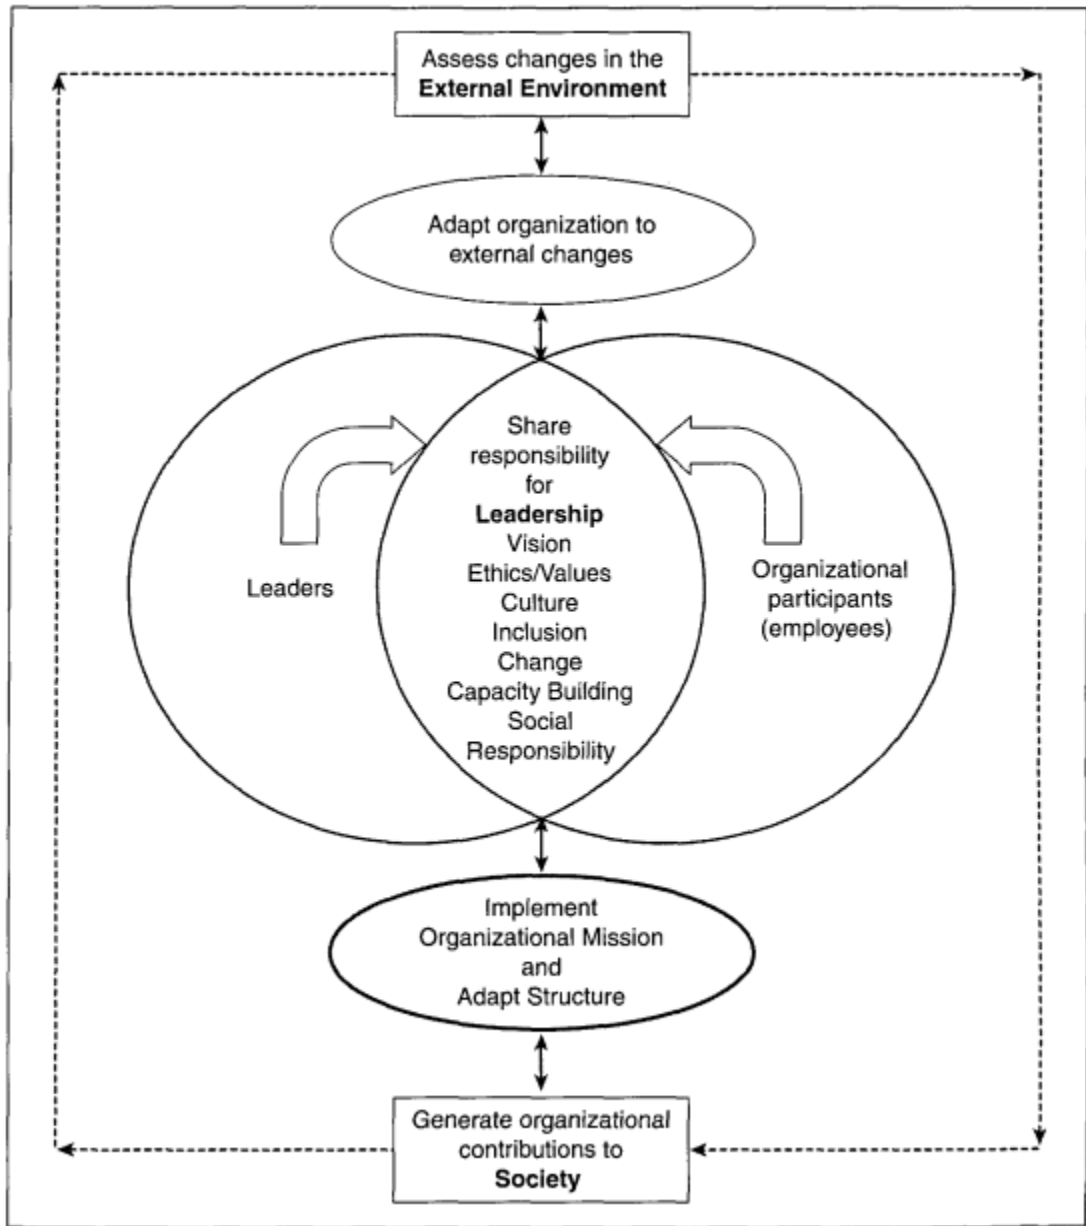 Assess changes in the
External Environment
Adapt organization to
external changes
Share
responsibility
for
Leadership
Vision
Ethics/Values
Culture
Inclusion
Change
Capacity Building
Social
Responsibility
Leaders
Organizational
participants
(employees)
Implement
Organizational Mission
and
Adapt Structure
Generate organizational
contributions to
Society